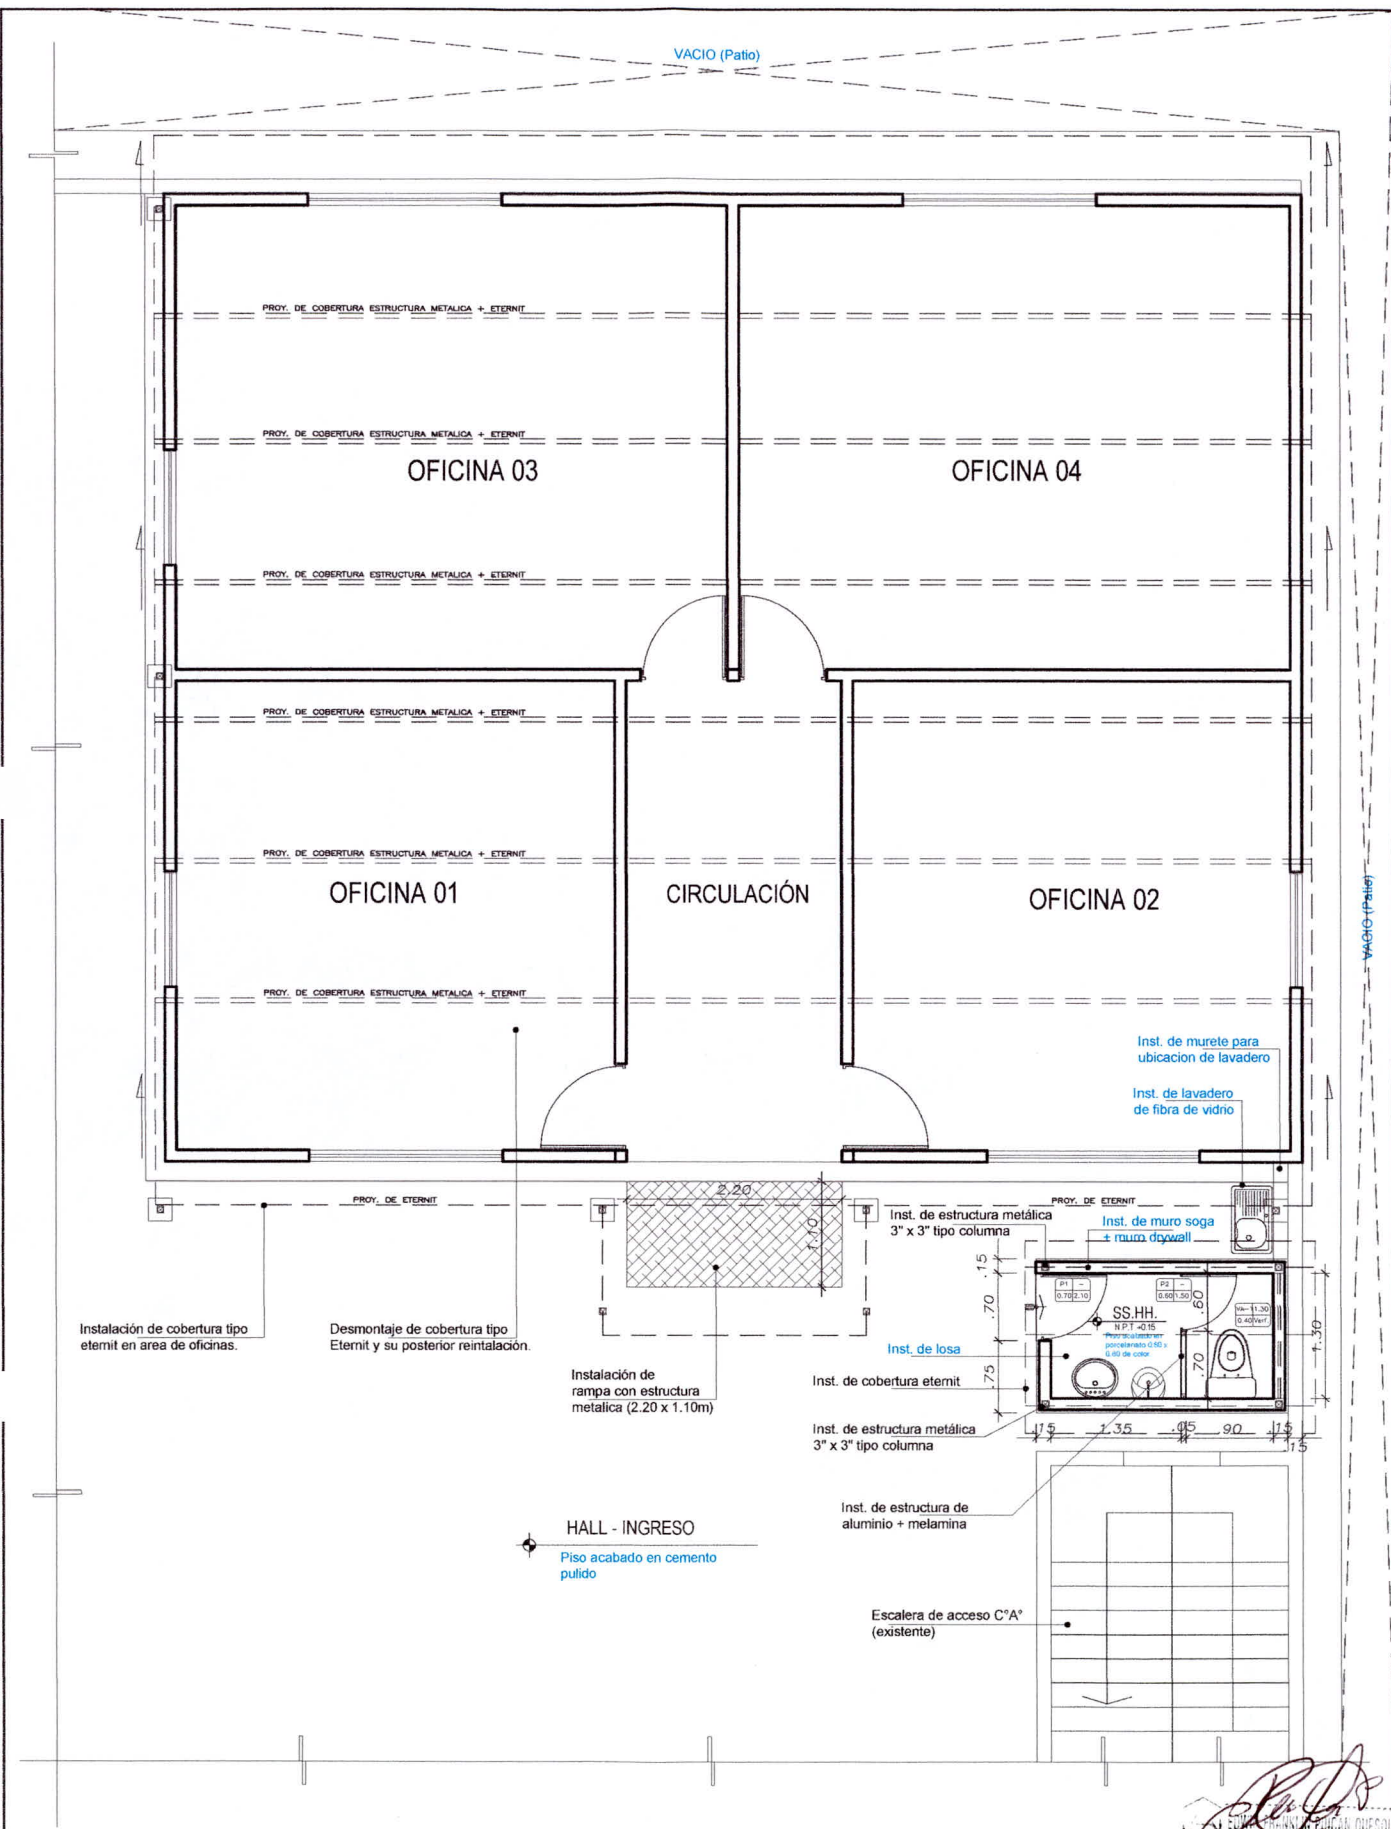 VACIO (Patio)
PROY. DE COBERTURA ESTRUCTURA METALICA + ETERNIT
PROY. DE COBERTURA ESTRUCTURA METALICA + ETERNIT
OFICINA 03
OFICINA 04
PROY. DE COBERTURA ESTRUCTURA METALICA + ETERNIT
PROY. DE COBERTURA ESTRUCTURA METALICA + ETERNIT
PROY. DE COBERTURA ESTRUCTURA METALICA + ETERNIT
OFICINA 01
CIRCULACIÓN
OFICINA 02
VACIO (Patio)
PROY. DE COBERTURA ESTRUCTURA METALICA + ETERNIT
Inst. de murete para
ubicacion de lavadero
Inst. de lavadero
de fibra de vidrio
PROY. DE ETERNIT
2.20
1.10
PROY. DE ETERNIT
Inst. de estructura metálica
3" x 3" tipo columna
Inst. de muro soga
+ muro drywall
.15
.70
.75
P1 -
0.70 2.10
P2 -
0.60 1.50
.60
.70
1.30
SS.HH.
N.P.T. +0.15
Instalación de cobertura tipo
eternit en area de oficinas.
Desmontaje de cobertura tipo
Eternit y su posterior reintalación.
Instalación de
rampa con estructura
metalica (2.20 x 1.10m)
Inst. de losa
Inst. de cobertura eternit
Inst. de estructura metálica
3" x 3" tipo columna
.15
1.35
.05
.90
.15
.15
Inst. de estructura de
aluminio + melamina
HALL - INGRESO
Piso acabado en cemento
pulido
Escalera de acceso C°A°
(existente)